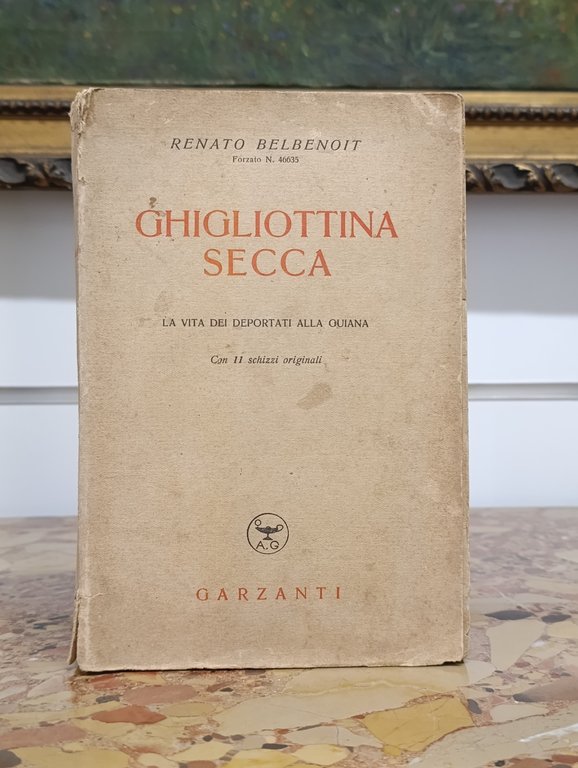 RENATO BELBENOIT
Forzato N. 46635
GHIGLIOTTINA
SECCA
LA VITA DEI DEPORTATI ALLA GUIANA
Con 11 schizzi originali
A.G
GARZANTI